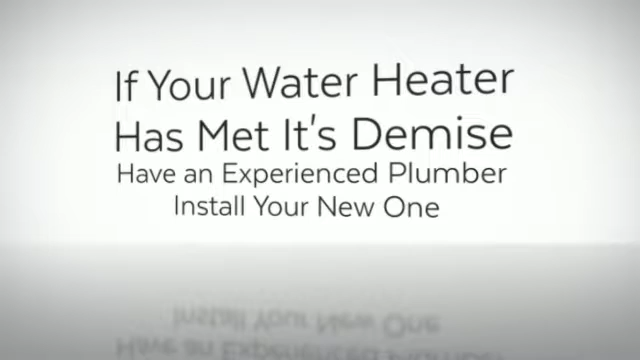 If Your Water Heater
Has Met It's Demise
Have an Experienced Plumber
Install Your New One